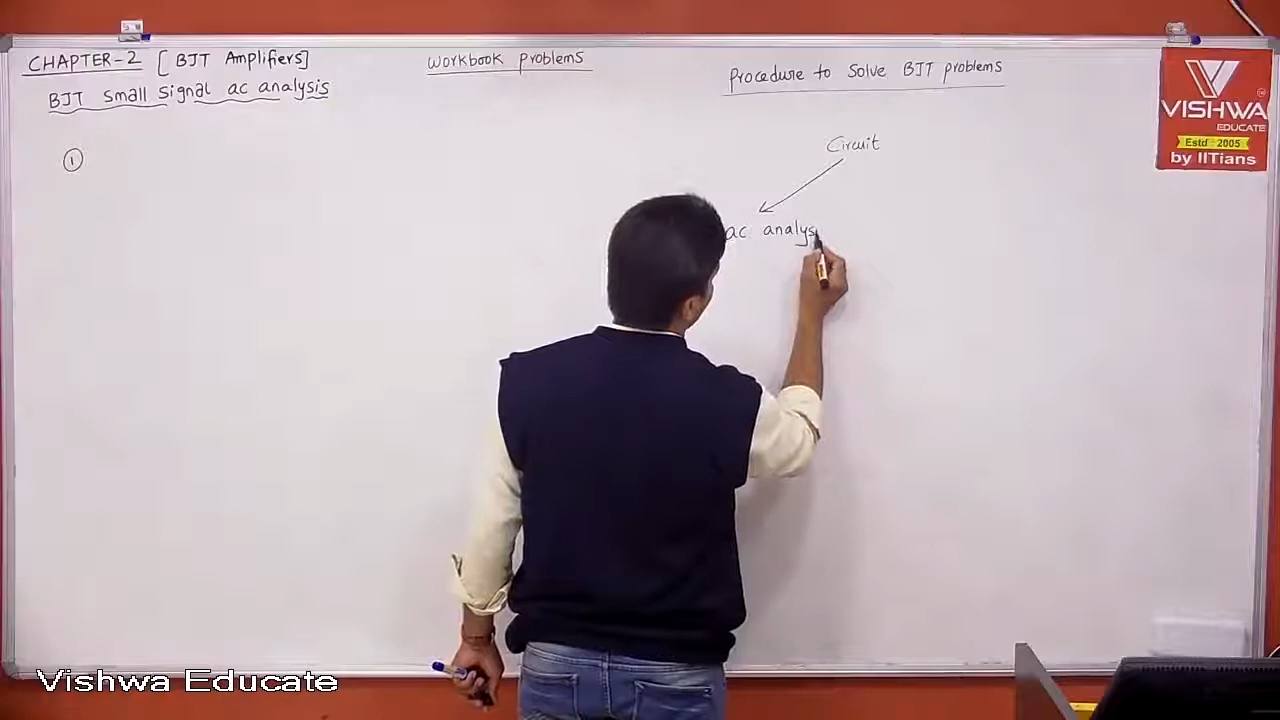 CHAPTER-2 [BJT Amplifiers]
BJT small signal ac analysis
Workbook problems
Procedure to Solve BJT problems
①
Circuit
ac analys
VISHWA
EDUCATE
Estd 2005
by IITians
Vishwa Educate